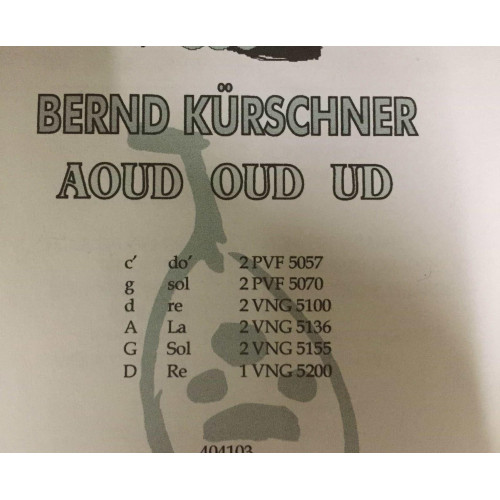 BERND KÜRSCHNER
AOUD OUD UD
c' do' 2 PVF 5057
g sol 2 PVF 5070
d re 2 VNG 5100
A La 2 VNG 5136
G Sol 2 VNG 5155
D Re 1 VNG 5200
404103